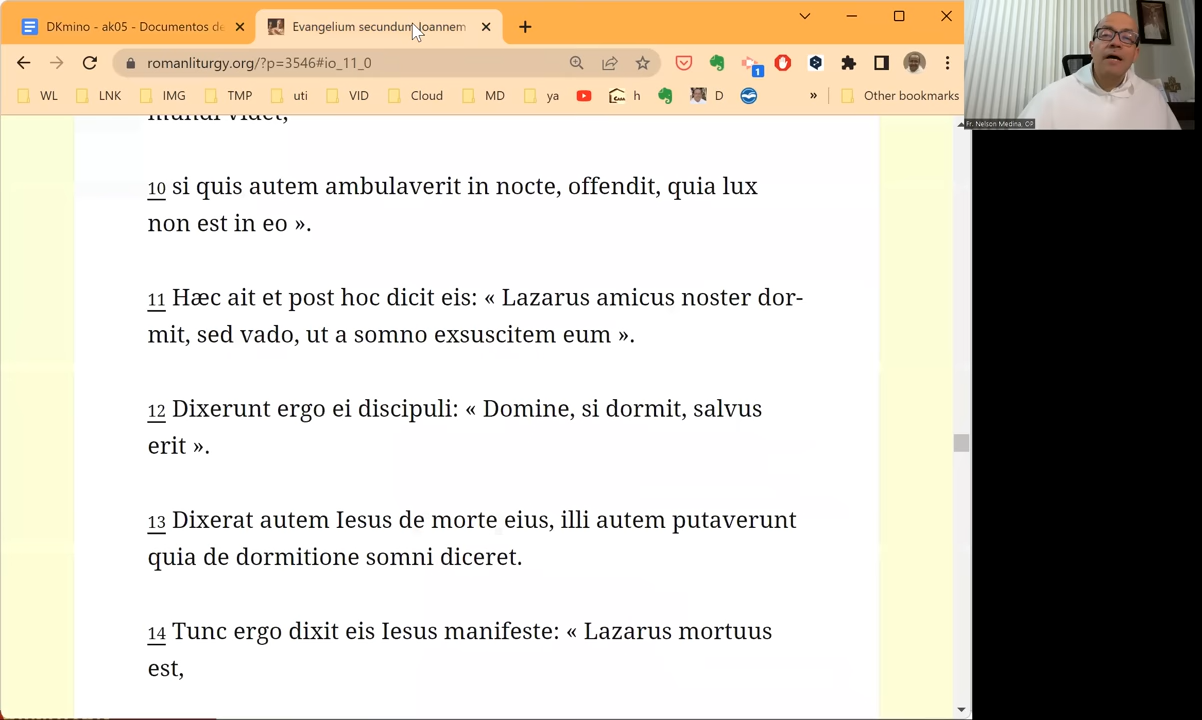 DKmino - ak05 - Documentos de
Evangelium secundum Ioannem
romanliturgy.org/?p=3546#io_11_0
1
WL LNK IMG TMP uti VID Cloud MD ya h D » Other bookmarks
Fr. Nelson Medina, OP
mundi videt;
10 si quis autem ambulaverit in nocte, offendit, quia lux
non est in eo ».
11 Hæc ait et post hoc dicit eis: « Lazarus amicus noster dor-
mit, sed vado, ut a somno exsuscitem eum ».
12 Dixerunt ergo ei discipuli: « Domine, si dormit, salvus
erit ».
13 Dixerat autem Iesus de morte eius, illi autem putaverunt
quia de dormitione somni diceret.
14 Tunc ergo dixit eis Iesus manifeste: « Lazarus mortuus
est,